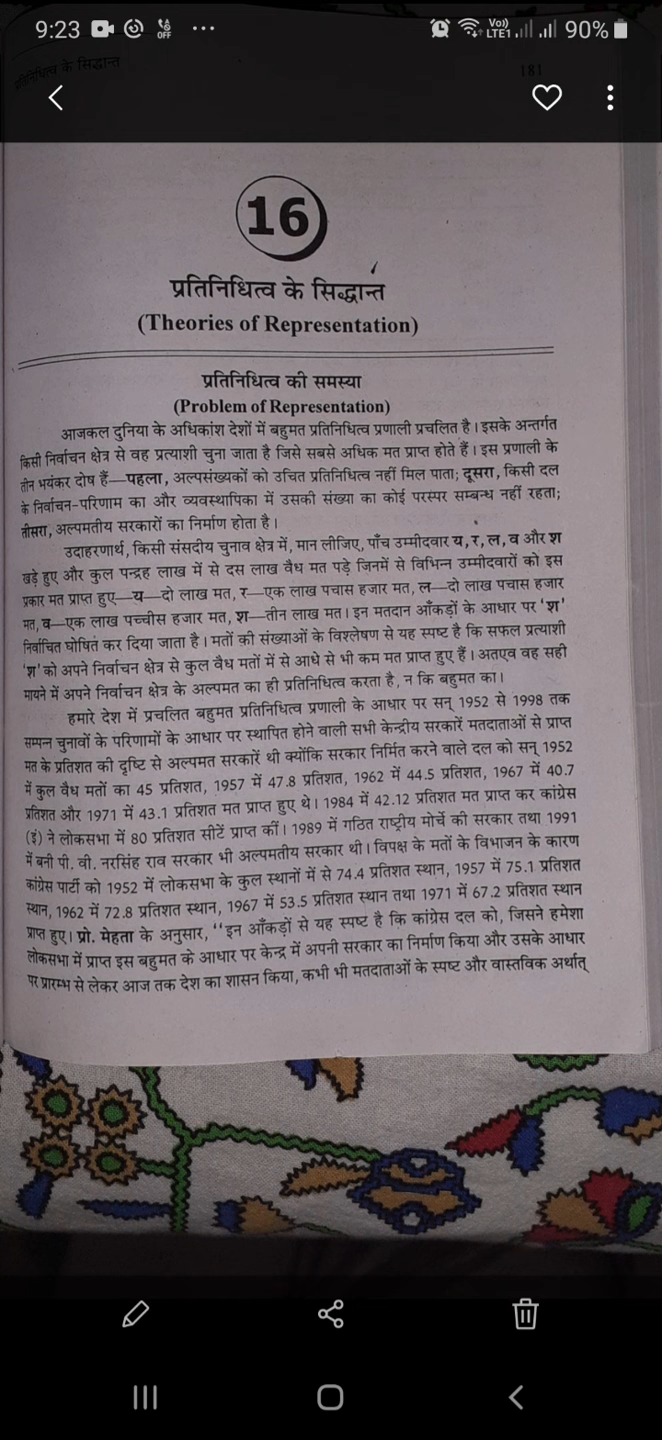 9:23
OFF
Vo))
LTE1
90%
प्रतिनिधित्व के सिद्धान्त
181
16
प्रतिनिधित्व के सिद्धान्त
(Theories of Representation)
प्रतिनिधित्व की समस्या
(Problem of Representation)
आजकल दुनिया के अधिकांश देशों में बहुमत प्रतिनिधित्व प्रणाली प्रचलित है। इसके अन्तर्गत
किसी निर्वाचन क्षेत्र से वह प्रत्याशी चुना जाता है जिसे सबसे अधिक मत प्राप्त होते हैं। इस प्रणाली के
तीन भयंकर दोष हैं—पहला, अल्पसंख्यकों को उचित प्रतिनिधित्व नहीं मिल पाता; दूसरा, किसी दल
के निर्वाचन-परिणाम का और व्यवस्थापिका में उसकी संख्या का कोई परस्पर सम्बन्ध नहीं रहता;
तीसरा, अल्पमतीय सरकारों का निर्माण होता है।
उदाहरणार्थ, किसी संसदीय चुनाव क्षेत्र में, मान लीजिए, पाँच उम्मीदवार य, र, ल, व और श
खड़े हुए और कुल पन्द्रह लाख में से दस लाख वैध मत पड़े जिनमें से विभिन्न उम्मीदवारों को इस
प्रकार मत प्राप्त हुए—य—दो लाख मत, र—एक लाख पचास हजार मत, ल—दो लाख पचास हजार
मत, व—एक लाख पच्चीस हजार मत, श—तीन लाख मत। इन मतदान आँकड़ों के आधार पर 'श'
निर्वाचित घोषित कर दिया जाता है। मतों की संख्याओं के विश्लेषण से यह स्पष्ट है कि सफल प्रत्याशी
'श' को अपने निर्वाचन क्षेत्र से कुल वैध मतों में से आधे से भी कम मत प्राप्त हुए हैं। अतएव वह सही
मायने में अपने निर्वाचन क्षेत्र के अल्पमत का ही प्रतिनिधित्व करता है, न कि बहुमत का।
हमारे देश में प्रचलित बहुमत प्रतिनिधित्व प्रणाली के आधार पर सन् 1952 से 1998 तक
सम्पन्न चुनावों के परिणामों के आधार पर स्थापित होने वाली सभी केन्द्रीय सरकारें मतदाताओं से प्राप्त
मत के प्रतिशत की दृष्टि से अल्पमत सरकारें थी क्योंकि सरकार निर्मित करने वाले दल को सन् 1952
में कुल वैध मतों का 45 प्रतिशत, 1957 में 47.8 प्रतिशत, 1962 में 44.5 प्रतिशत, 1967 में 40.7
प्रतिशत और 1971 में 43.1 प्रतिशत मत प्राप्त हुए थे। 1984 में 42.12 प्रतिशत मत प्राप्त कर कांग्रेस
(इं) ने लोकसभा में 80 प्रतिशत सीटें प्राप्त कीं। 1989 में गठित राष्ट्रीय मोर्चे की सरकार तथा 1991
में बनी पी. वी. नरसिंह राव सरकार भी अल्पमतीय सरकार थी। विपक्ष के मतों के विभाजन के कारण
कांग्रेस पार्टी को 1952 में लोकसभा के कुल स्थानों में से 74.4 प्रतिशत स्थान, 1957 में 75.1 प्रतिशत
स्थान, 1962 में 72.8 प्रतिशत स्थान, 1967 में 53.5 प्रतिशत स्थान तथा 1971 में 67.2 प्रतिशत स्थान
प्राप्त हुए। प्रो. मेहता के अनुसार, ''इन आँकड़ों से यह स्पष्ट है कि कांग्रेस दल को, जिसने हमेशा
लोकसभा में प्राप्त इस बहुमत के आधार पर केन्द्र में अपनी सरकार का निर्माण किया और उसके आधार
पर प्रारम्भ से लेकर आज तक देश का शासन किया, कभी भी मतदाताओं के स्पष्ट और वास्तविक अर्थात्